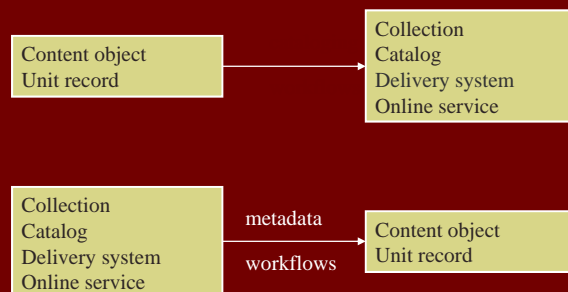 Content object
Unit record
Collection
Catalog
Delivery system
Online service
Collection
Catalog
Delivery system
Online service
metadata
workflows
Content object
Unit record